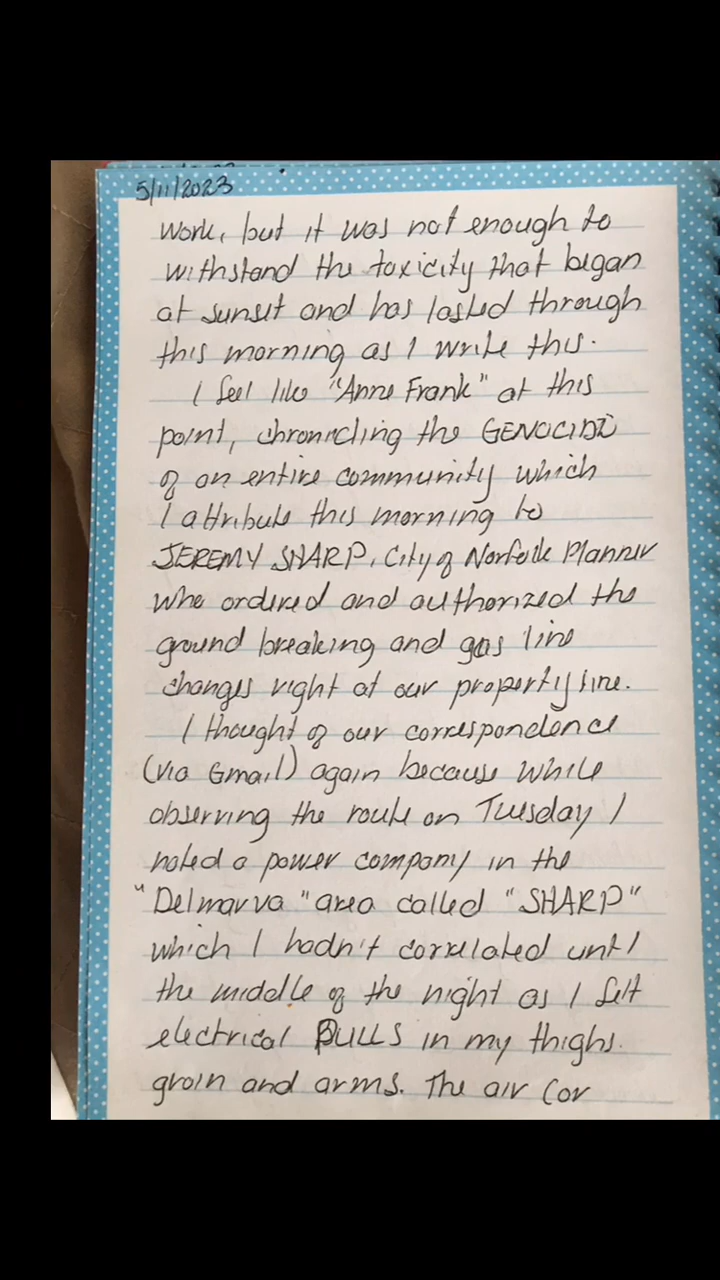 5/11/2023
work, but it was not enough to
withstand the toxicity that began
at sunset and has lasted through
this morning as I write this.
I feel like "Anne Frank" at this
point, chronicling the GENOCIDE
of an entire community which
I attribute this morning to
JEREMY SHARP, City of Norfolk Planner
who ordered and authorized the
ground breaking and gas line
changes right at our property line.
I thought of our correspondence
(via Gmail) again because while
observing the route on Tuesday I
noted a power company in the
"Delmarva" area called "SHARP"
which I hadn't correlated until
the middle of the night as I felt
electrical PULLS in my thighs.
groin and arms. The air (or